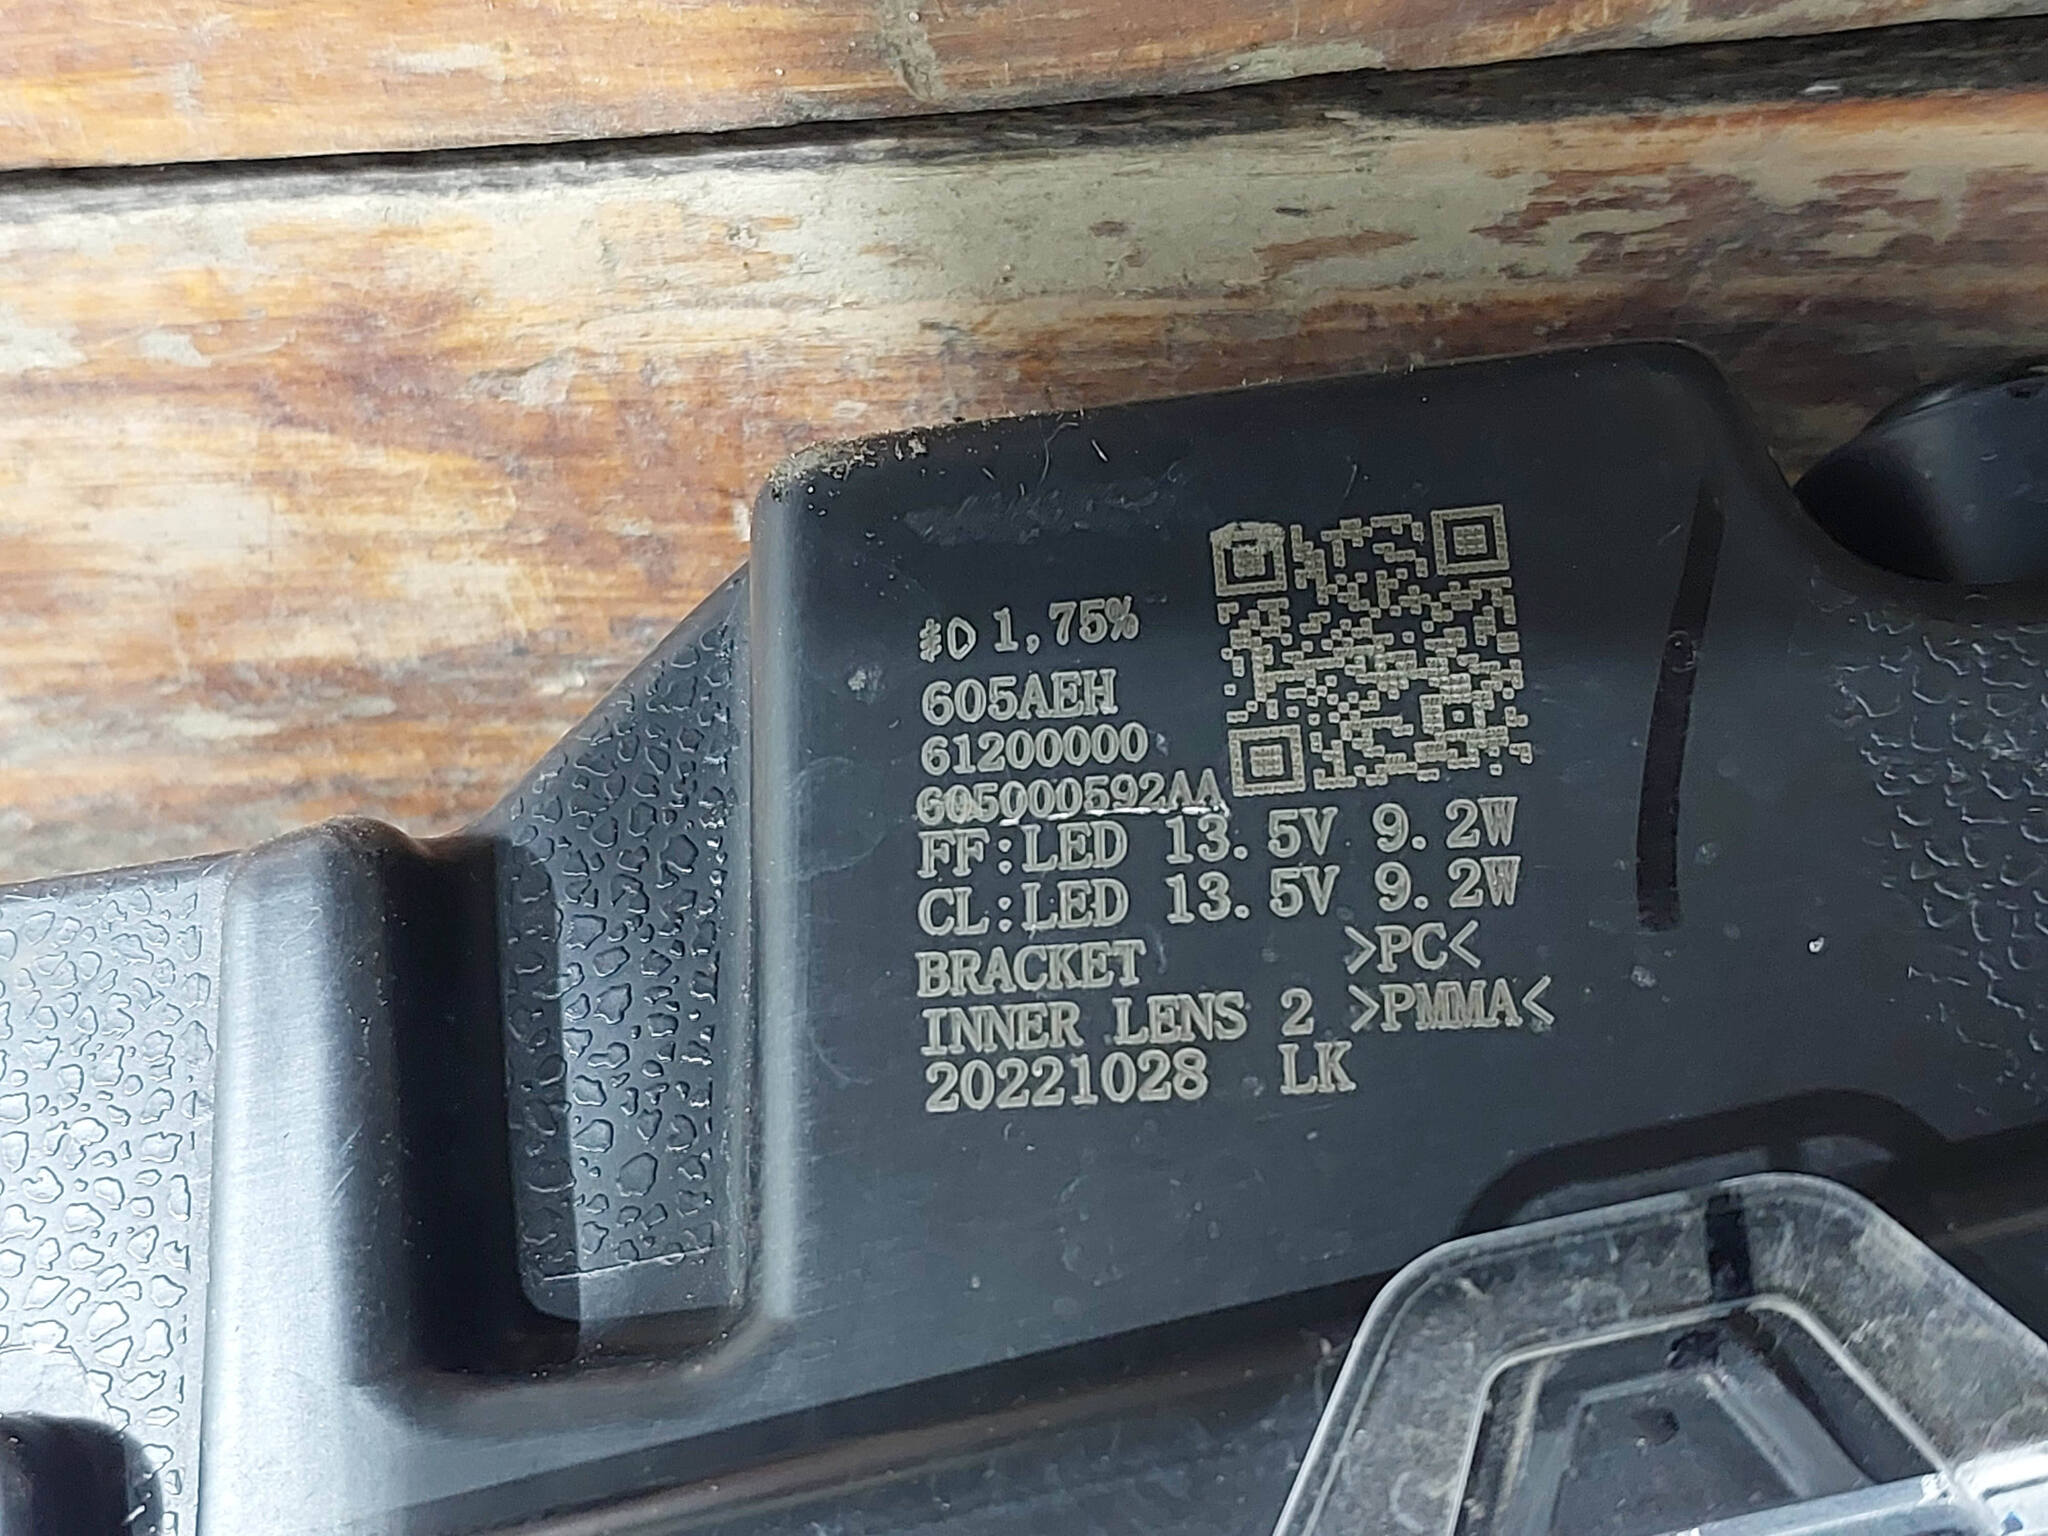 1,75%
605AEH
61200000
605000592AA
FF:LED 13.5V 9.2W
CL:LED 13.5V 9.2W
BRACKET >PC<
INNER LENS 2 >PMMA<
20221028 LK